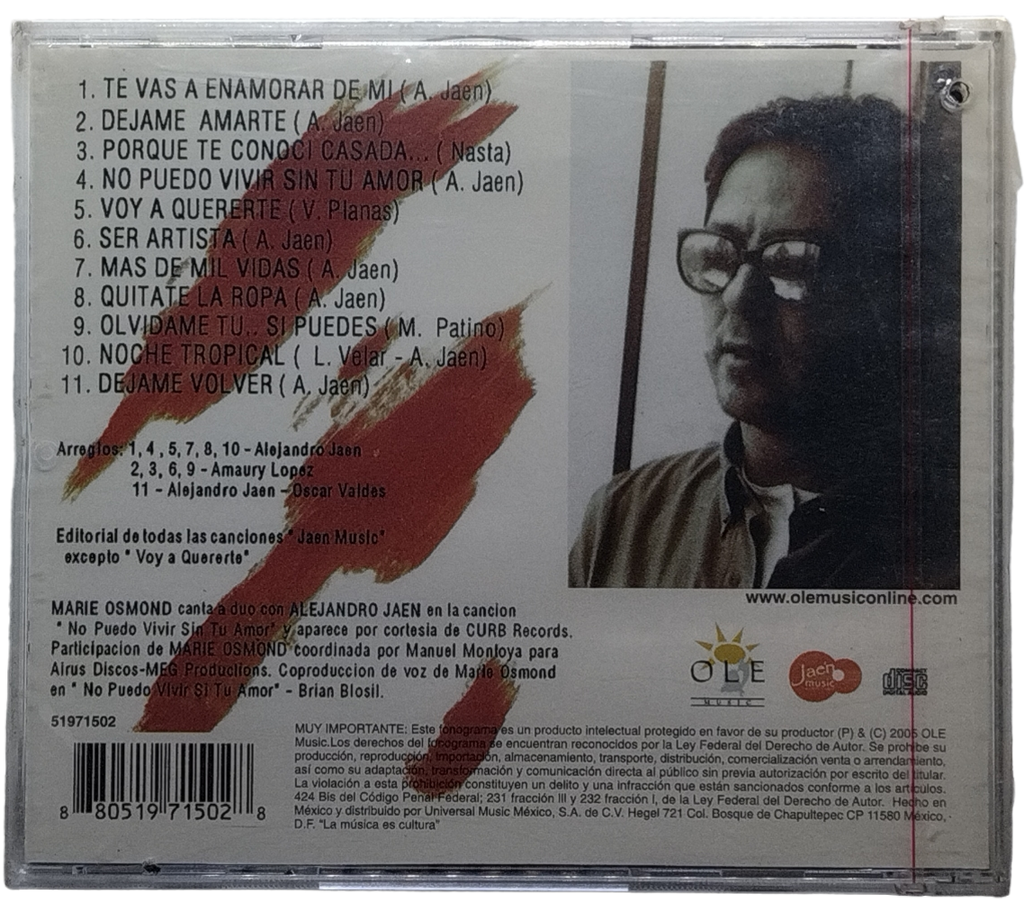 1. TE VAS A ENAMORAR DE MI ( A. Jaen)
2. DEJAME AMARTE ( A. Jaen)
3. PORQUE TE CONOCI CASADA... ( Nasta)
4. NO PUEDO VIVIR SIN TU AMOR ( A. Jaen)
5. VOY A QUERERTE ( V. Planas)
6. SER ARTISTA ( A. Jaen)
7. MAS DE MIL VIDAS ( A. Jaen)
8. QUITATE LA ROPA ( A. Jaen)
9. OLVIDAME TU.. SI PUEDES ( M. Patino)
10. NOCHE TROPICAL ( L. Velar - A. Jaen)
11. DEJAME VOLVER ( A. Jaen)
Arreglos: 1, 4 , 5, 7, 8, 10 - Alejandro Jaen
2, 3, 6, 9 - Amaury Lopez
11 - Alejandro Jaen - Oscar Valdes
Editorial de todas las canciones " Jaen Music"
excepto " Voy a Quererte"
MARIE OSMOND canta a duo con ALEJANDRO JAEN en la cancion
" No Puedo Vivir Sin Tu Amor" y aparece por cortesia de CURB Records.
Participacion de MARIE OSMOND coordinada por Manuel Montoya para
Airus Discos-MEG Productions. Coproduccion de voz de Marie Osmond
en " No Puedo Vivir Si Tu Amor" - Brian Blosil.
51971502
8 80519 71502 8
www.olemusiconline.com
OLE
MUSIC
Jaen
music
COMPACT
disc
DIGITAL AUDIO
MUY IMPORTANTE: Este fonograma es un producto intelectual protegido en favor de su productor (P) & (C) 2005 OLE
Music.Los derechos del fonograma se encuentran reconocidos por la Ley Federal del Derecho de Autor. Se prohibe su
producción, reproducción, importación, almacenamiento, transporte, distribución, comercialización venta o arrendamiento,
así como su adaptación, transformación y comunicación directa al público sin previa autorización por escrito del titular.
La violación a esta prohibición constituyen un delito y una infracción que están sancionados conforme a los artículos.
424 Bis del Código Penal Federal; 231 fracción III y 232 fracción I, de la Ley Federal del Derecho de Autor. Hecho en
México y distribuido por Universal Music México, S.A. de C.V. Hegel 721 Col. Bosque de Chapultepec CP 11580 México,
D.F. "La música es cultura"